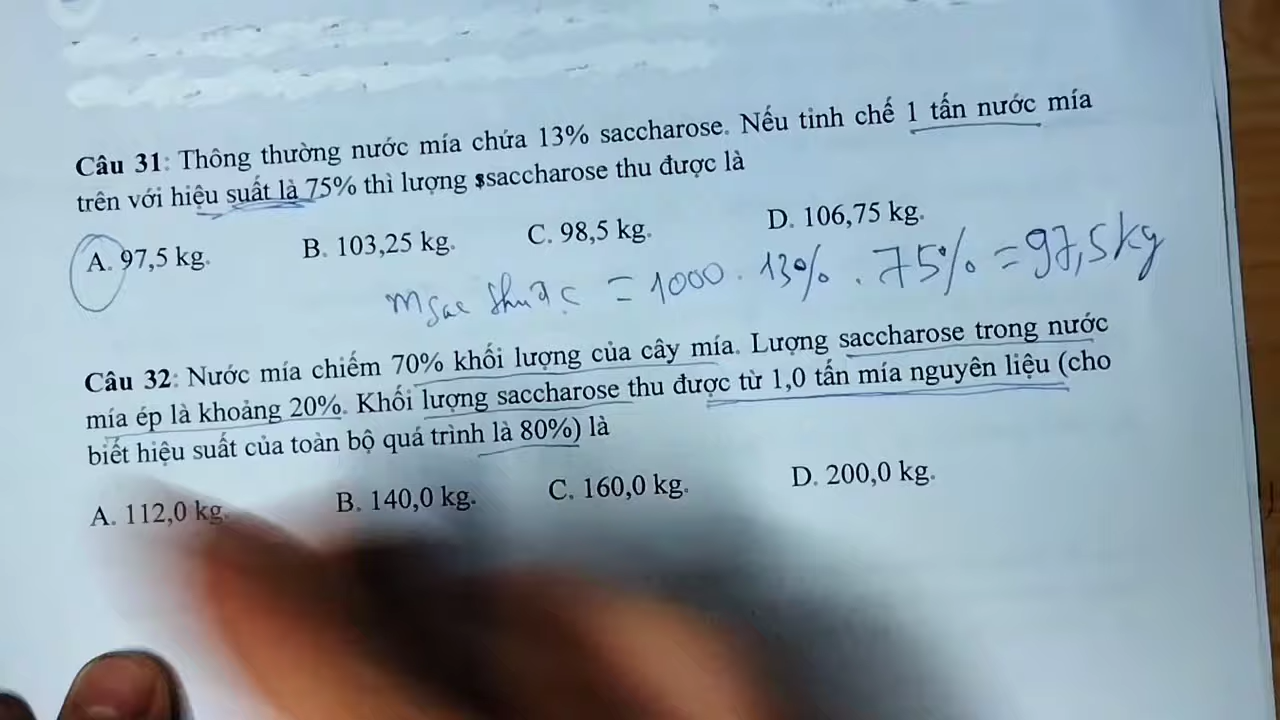 Câu 31: Thông thường nước mía chứa 13% saccharose. Nếu tinh chế 1 tấn nước mía
trên với hiệu suất là 75% thì lượng $saccharose thu được là
A. 97,5 kg. B. 103,25 kg. C. 98,5 kg. D. 106,75 kg.
m sac thu đc = 1000 . 13% . 75% = 97,5 kg
Câu 32: Nước mía chiếm 70% khối lượng của cây mía. Lượng saccharose trong nước
mía ép là khoảng 20%. Khối lượng saccharose thu được từ 1,0 tấn mía nguyên liệu (cho
biết hiệu suất của toàn bộ quá trình là 80%) là
A. 112,0 kg. B. 140,0 kg. C. 160,0 kg. D. 200,0 kg.